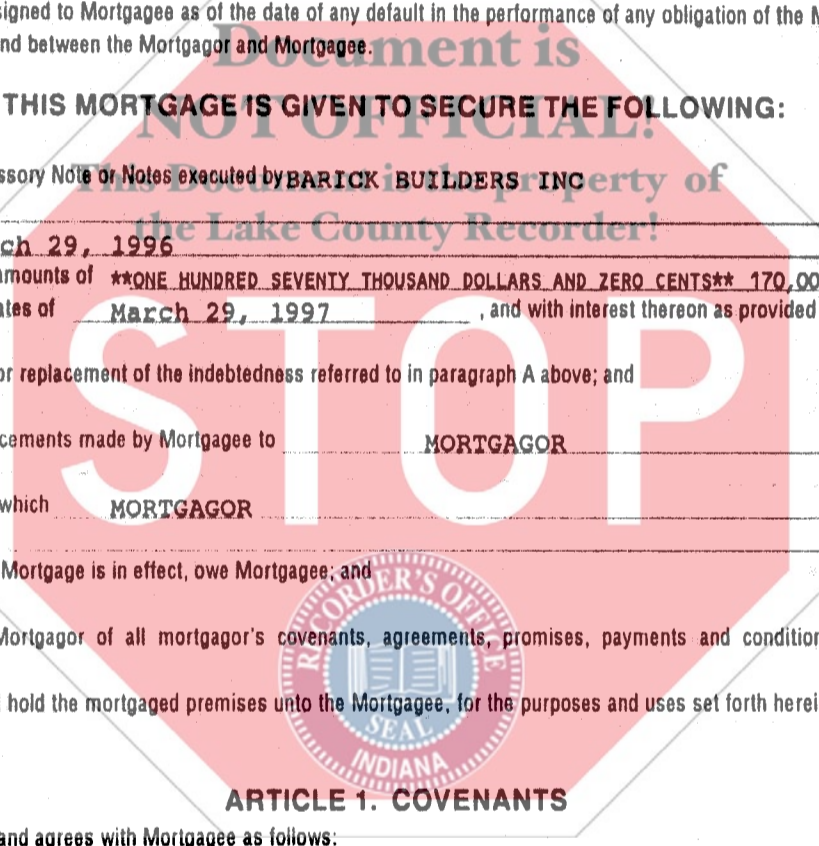 signed to Mortgagee as of the date of any default in the performance of any obligation of the M
nd between the Mortgagor and Mortgagee.
Document is
THIS MORTGAGE IS GIVEN TO SECURE THE FOLLOWING:
NOT OFFICIAL!
ssory Note or Notes executed by BARICK BUILDERS INC
This Document is the property of
the Lake County Recorder!
ch 29, 1996
amounts of **ONE HUNDRED SEVENTY THOUSAND DOLLARS AND ZERO CENTS** 170,00
ates of March 29, 1997 , and with interest thereon as provided
STOP
or replacement of the indebtedness referred to in paragraph A above; and
cements made by Mortgagee to MORTGAGOR
which MORTGAGOR
Mortgage is in effect, owe Mortgagee; and
RECORDER'S OFFICE
Mortgagor of all mortgagor's covenants, agreements, promises, payments and condition
hold the mortgaged premises unto the Mortgagee, for the purposes and uses set forth herei
SEAL
INDIANA
ARTICLE 1. COVENANTS
and agrees with Mortgagee as follows: